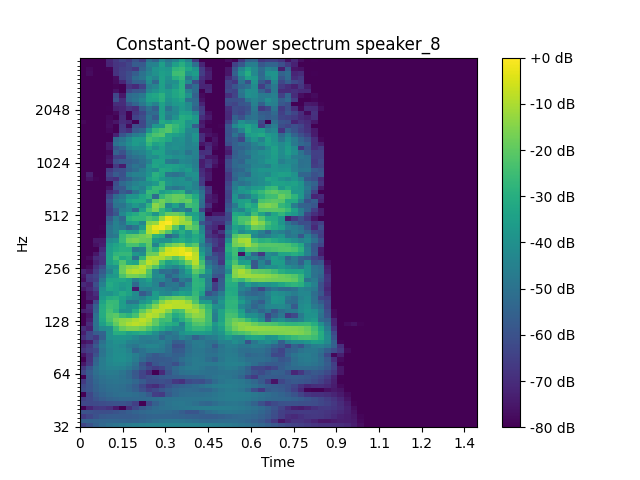 Constant-Q power spectrum speaker_8
Hz
2048
1024
512
256
128
64
32
0 0.15 0.3 0.45 0.6 0.75 0.9 1.1 1.2 1.4
Time
+0 dB
-10 dB
-20 dB
-30 dB
-40 dB
-50 dB
-60 dB
-70 dB
-80 dB